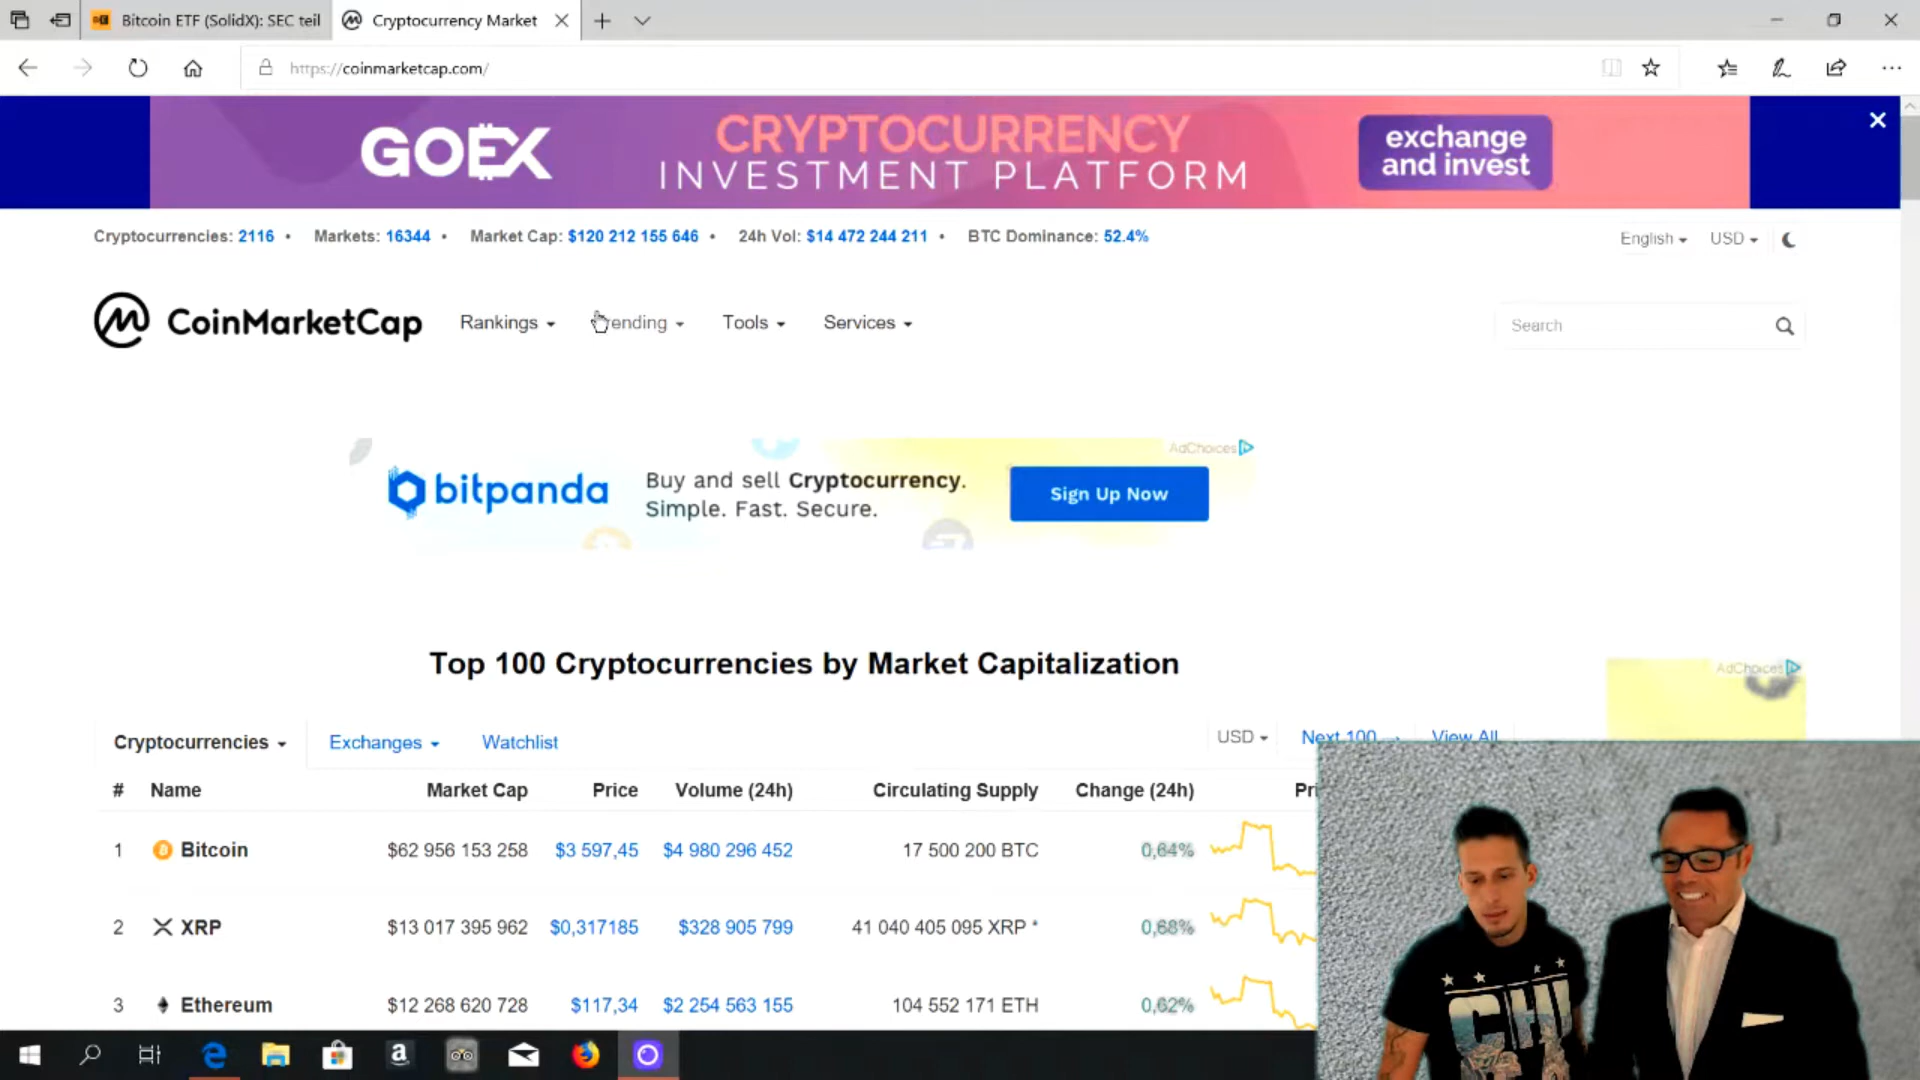 Bitcoin ETF (SolidX): SEC teil
Cryptocurrency Market
https://coinmarketcap.com/
GOEX
CRYPTOCURRENCY
INVESTMENT PLATFORM
exchange
and invest
Cryptocurrencies: 2116 • Markets: 16344 • Market Cap: $120 212 155 646 • 24h Vol: $14 472 244 211 • BTC Dominance: 52.4%
English USD
CoinMarketCap
Rankings Trending Tools Services
Search
AdChoices
bitpanda
Buy and sell Cryptocurrency.
Simple. Fast. Secure.
Sign Up Now
Top 100 Cryptocurrencies by Market Capitalization
AdChoices
Cryptocurrencies Exchanges Watchlist USD Next 100 → View All
# Name Market Cap Price Volume (24h) Circulating Supply Change (24h) Pri
1 Bitcoin $62 956 153 258 $3 597,45 $4 980 296 452 17 500 200 BTC 0,64%
2 XRP $13 017 395 962 $0,317185 $328 905 799 41 040 405 095 XRP * 0,68%
3 Ethereum $12 268 620 728 $117,34 $2 254 563 155 104 552 171 ETH 0,62%